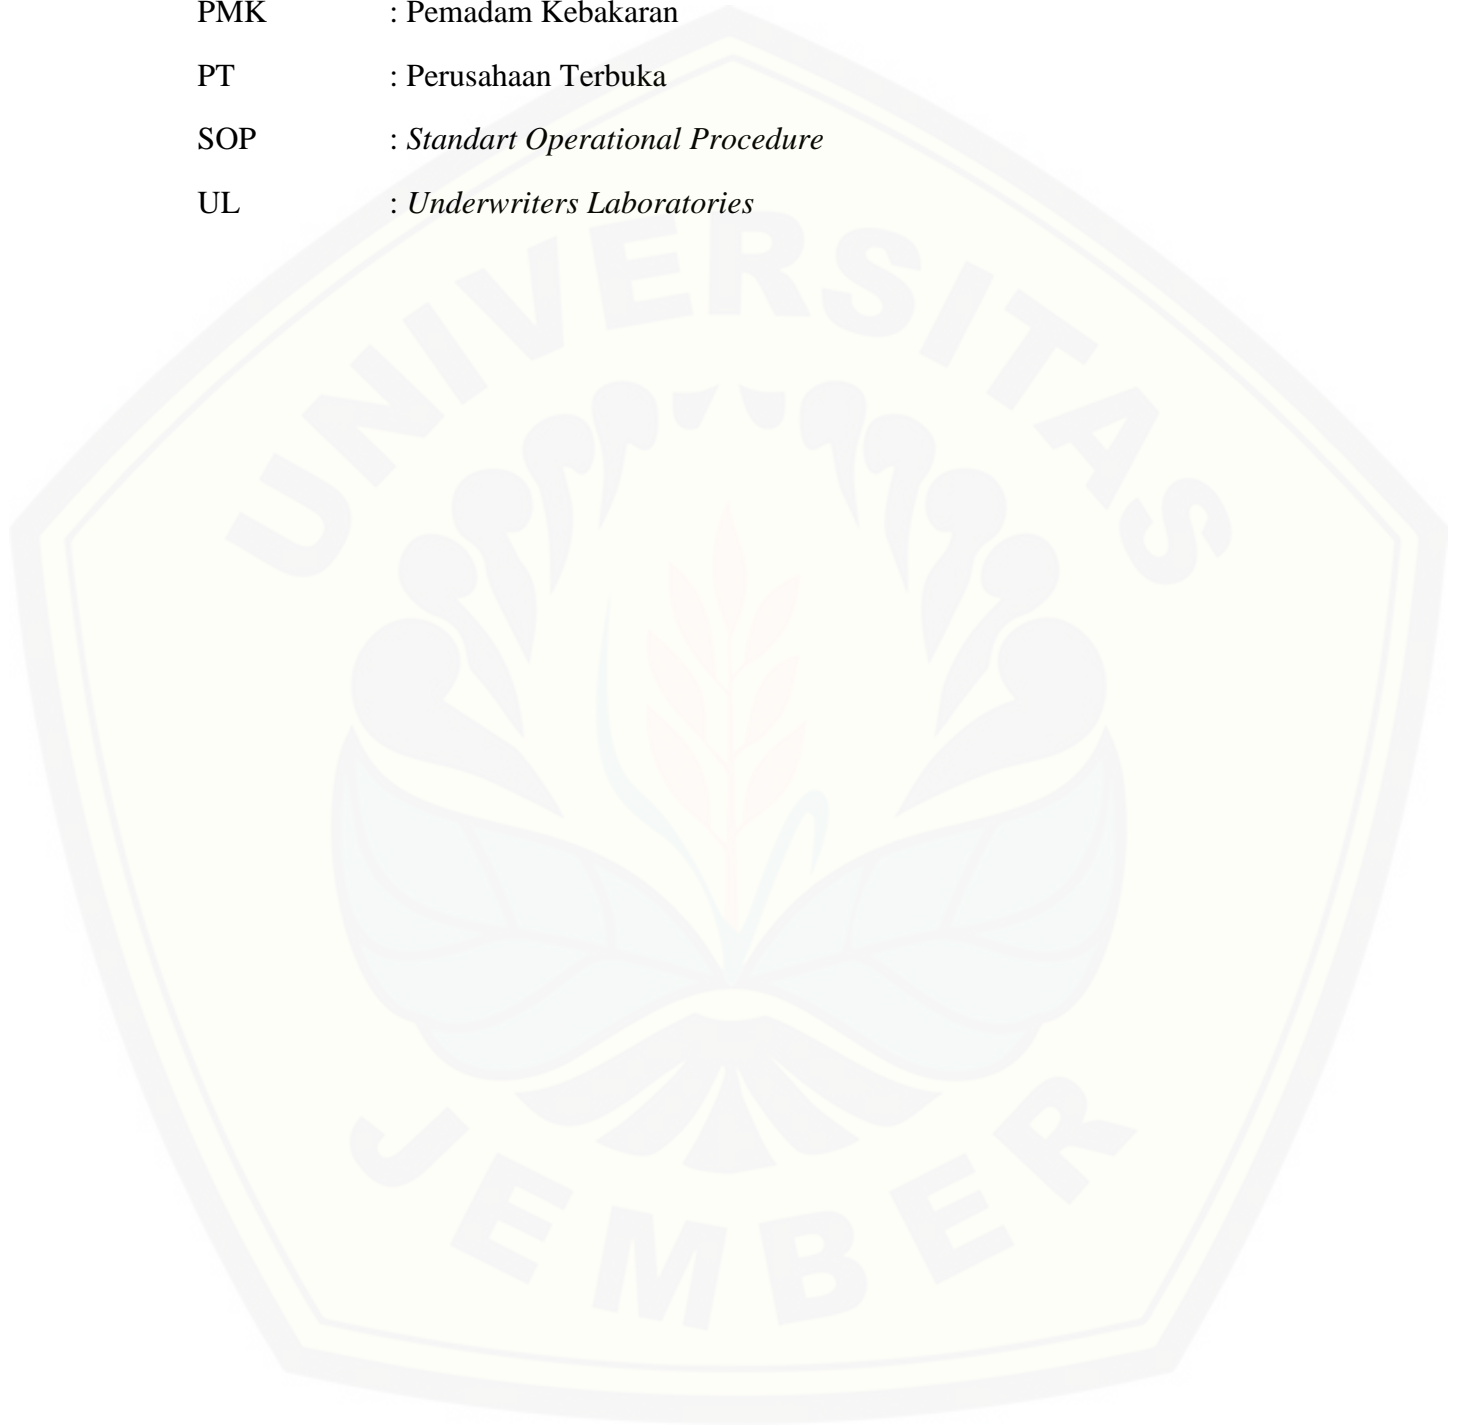 PMK : Pemadam Kebakaran
PT : Perusahaan Terbuka
SOP : Standart Operational Procedure
UL : Underwriters Laboratories
UNIVERSITAS
JEMBER